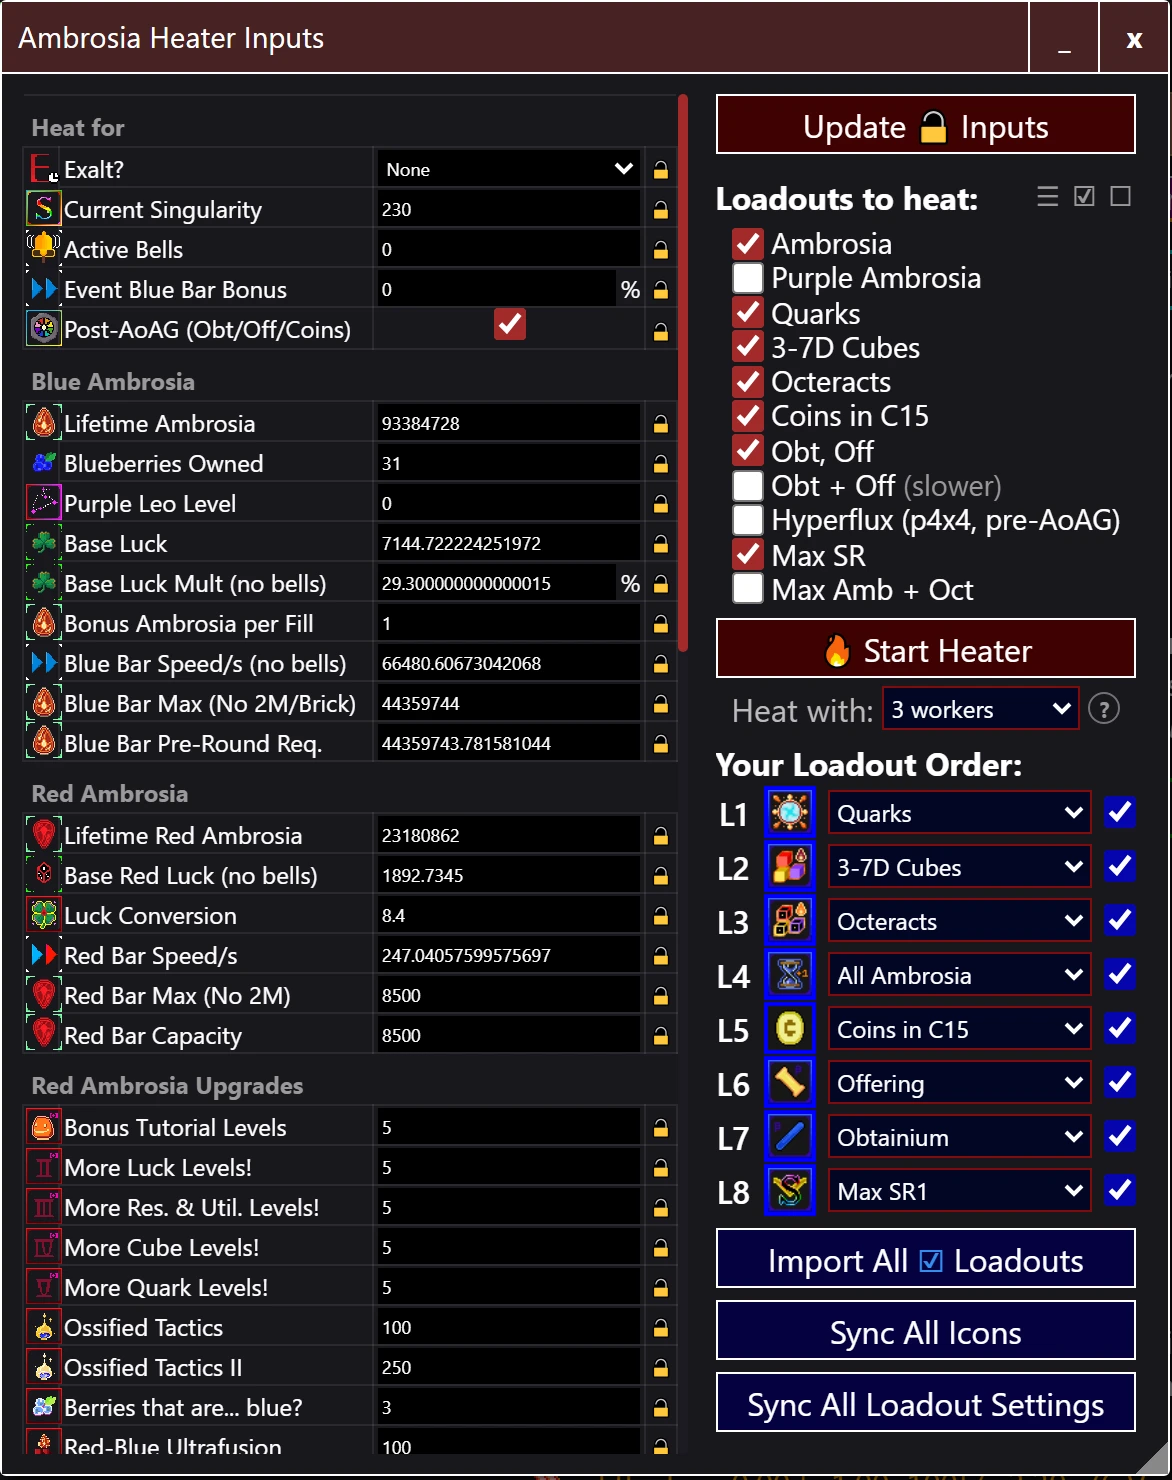 Ambrosia Heater Inputs
_
x
Heat for
Exalt? None
Current Singularity 230
Active Bells 0
Event Blue Bar Bonus 0 %
Post-AoAG (Obt/Off/Coins)
Blue Ambrosia
Lifetime Ambrosia 93384728
Blueberries Owned 31
Purple Leo Level 0
Base Luck 7144.722224251972
Base Luck Mult (no bells) 29.300000000000015 %
Bonus Ambrosia per Fill 1
Blue Bar Speed/s (no bells) 66480.60673042068
Blue Bar Max (No 2M/Brick) 44359744
Blue Bar Pre-Round Req. 44359743.781581044
Red Ambrosia
Lifetime Red Ambrosia 23180862
Base Red Luck (no bells) 1892.7345
Luck Conversion 8.4
Red Bar Speed/s 247.04057599575697
Red Bar Max (No 2M) 8500
Red Bar Capacity 8500
Red Ambrosia Upgrades
Bonus Tutorial Levels 5
More Luck Levels! 5
More Res. & Util. Levels! 5
More Cube Levels! 5
More Quark Levels! 5
Ossified Tactics 100
Ossified Tactics II 250
Berries that are... blue? 3
Red-Blue Ultrafusion 100
Update 🔓 Inputs
Loadouts to heat:
Ambrosia
Purple Ambrosia
Quarks
3-7D Cubes
Octeracts
Coins in C15
Obt, Off
Obt + Off (slower)
Hyperflux (p4x4, pre-AoAG)
Max SR
Max Amb + Oct
🔥 Start Heater
Heat with: 3 workers ?
Your Loadout Order:
L1 Quarks
L2 3-7D Cubes
L3 Octeracts
L4 All Ambrosia
L5 Coins in C15
L6 Offering
L7 Obtainium
L8 Max SR1
Import All ☑ Loadouts
Sync All Icons
Sync All Loadout Settings